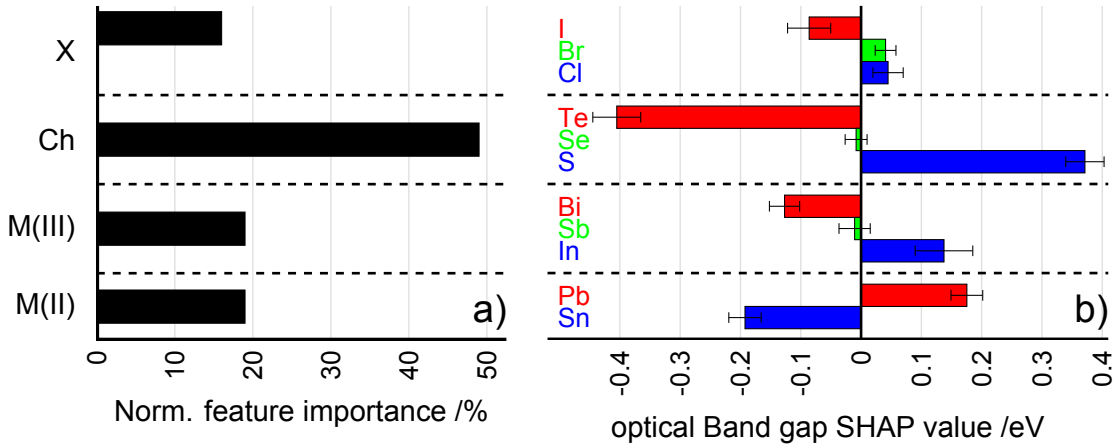 X
Ch
M(III)
M(II)
a)
0
10
20
30
40
50
Norm. feature importance /%
I
Br
Cl
Te
Se
S
Bi
Sb
In
Pb
Sn
b)
-0.4
-0.3
-0.2
-0.1
0
0.1
0.2
0.3
0.4
optical Band gap SHAP value /eV